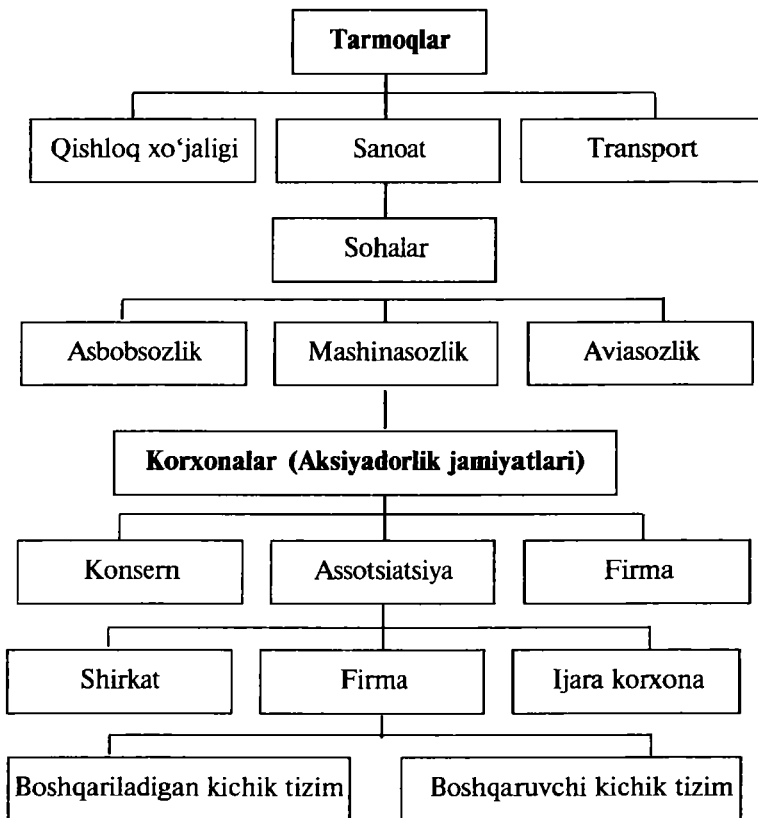 Tarmoqlar
Qishloq xo‘jaligi
Sanoat
Transport
Sohalar
Asbobsozlik
Mashinasozlik
Aviasozlik
Korxonalar (Aksiyadorlik jamiyatlari)
Konsern
Assotsiatsiya
Firma
Shirkat
Firma
Ijara korxona
Boshqariladigan kichik tizim
Boshqaruvchi kichik tizim